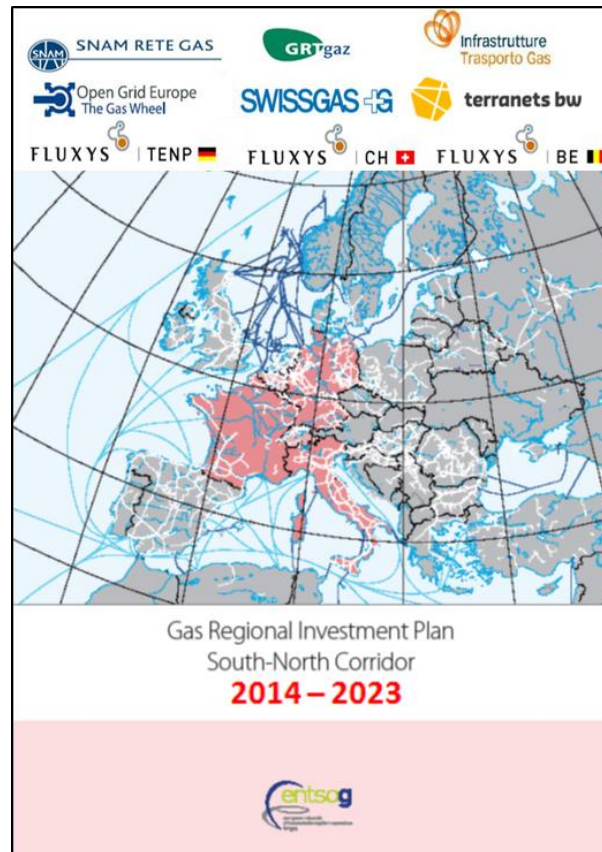 SNAM
SNAM RETE GAS
GRTgaz
Infrastrutture
Trasporto Gas
Open Grid Europe
The Gas Wheel
SWISSGAS
terranets bw
FLUXYS | TENP
FLUXYS | CH
FLUXYS | BE
Gas Regional Investment Plan
South-North Corridor
2014 – 2023
entsog